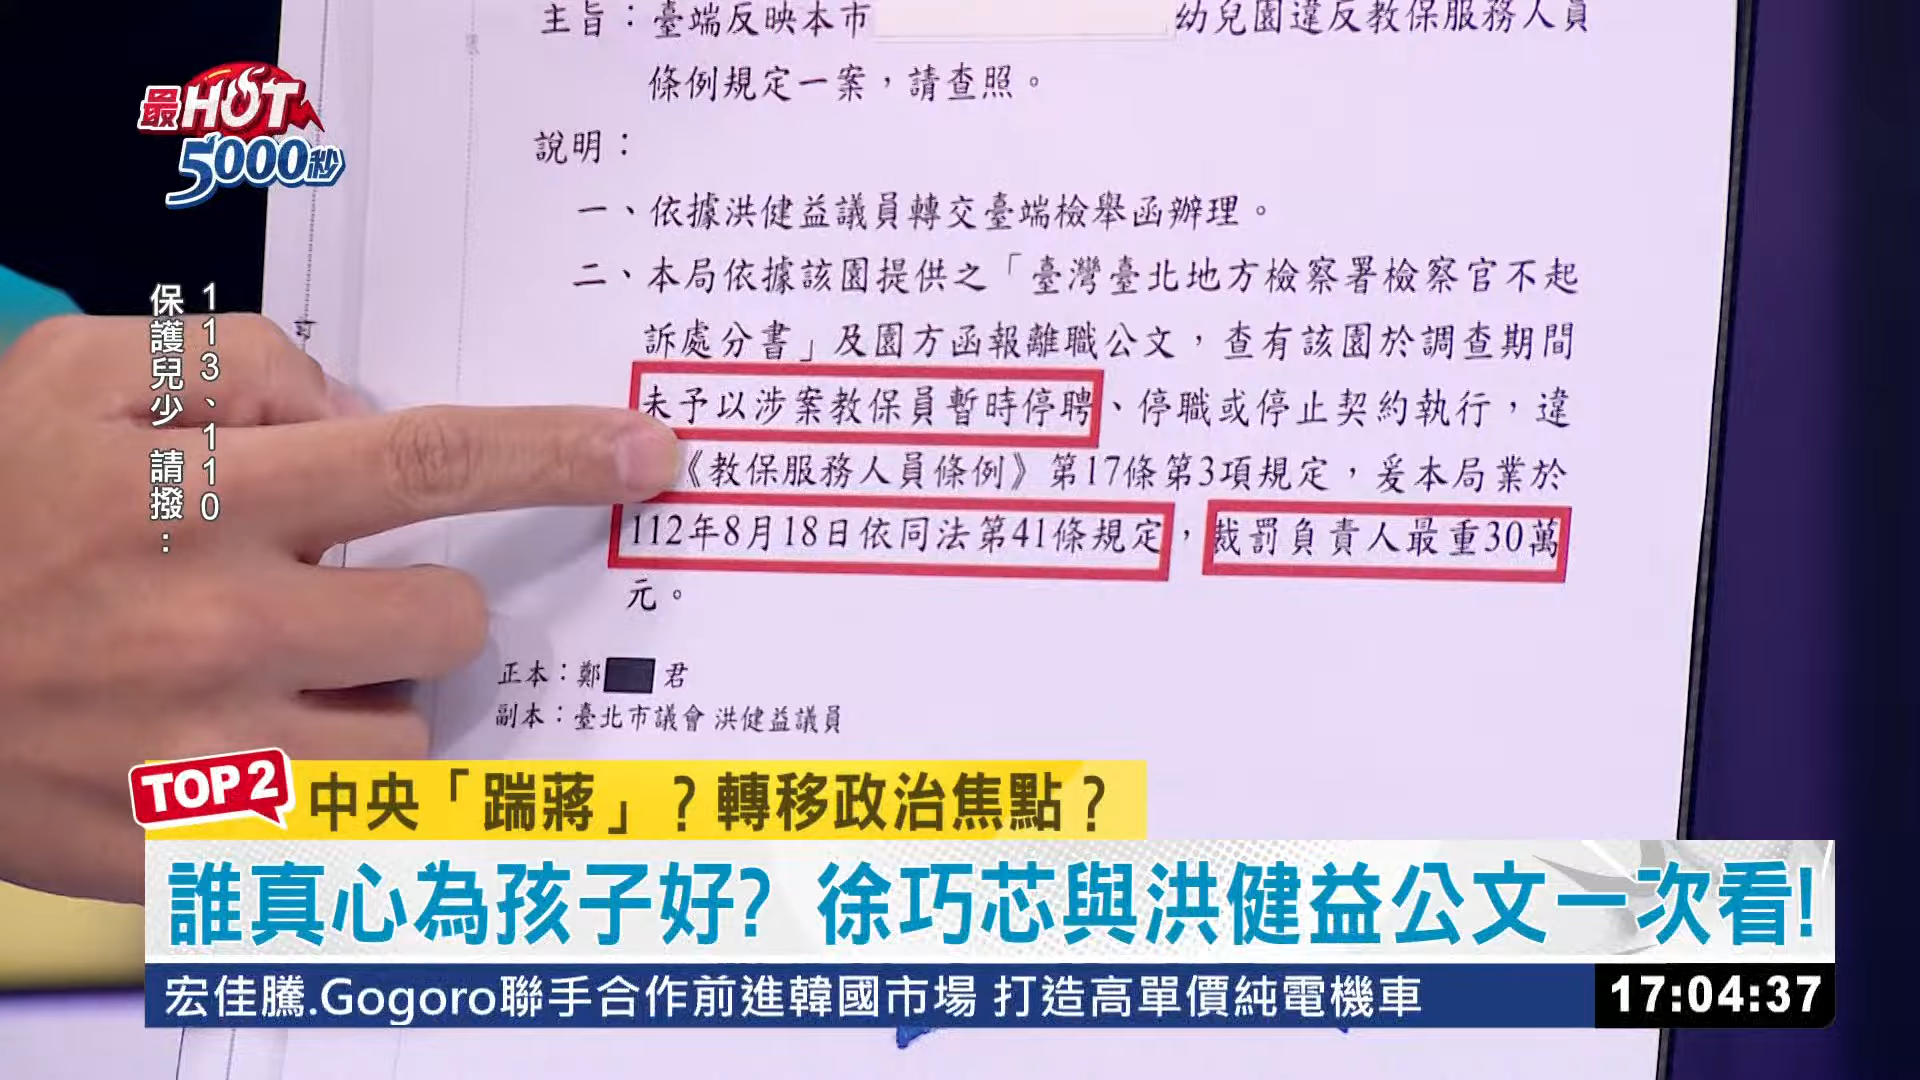 主旨：臺端反映本市 幼兒園違反教保服務人員
條例規定一案，請查照。
說明：
一、依據洪健益議員轉交臺端檢舉函辦理。
二、本局依據該園提供之「臺灣臺北地方檢察署檢察官不起
訴處分書」及園方函報離職公文，查有該園於調查期間
未予以涉案教保員暫時停聘、停職或停止契約執行，違
《教保服務人員條例》第17條第3項規定，爰本局業於
112年8月18日依同法第41條規定，裁罰負責人最重30萬
元。
正本：鄭 君
副本：臺北市議會 洪健益議員
訂
最HOT
5000秒
保護兒少 請撥：
113、110
TOP 2
中央「踹蔣」？轉移政治焦點？
誰真心為孩子好? 徐巧芯與洪健益公文一次看!
宏佳騰.Gogoro聯手合作前進韓國市場 打造高單價純電機車
17:04:37